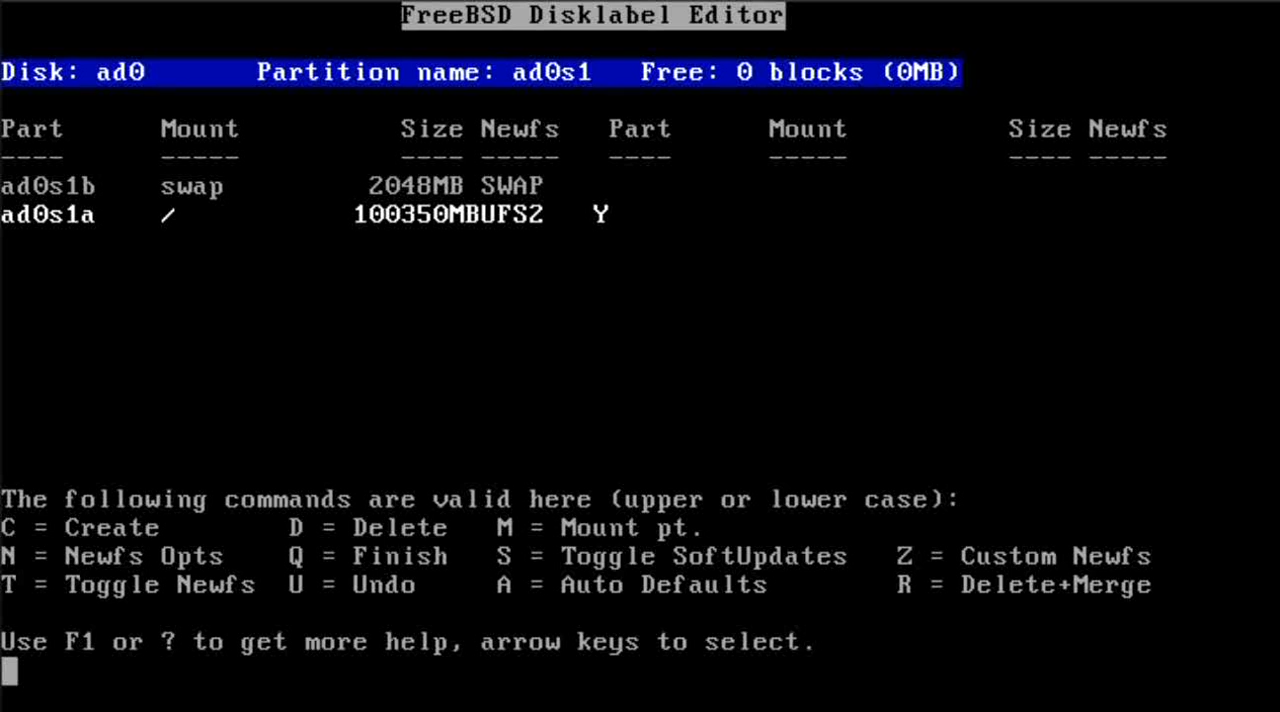 FreeBSD Disklabel Editor
Disk: ad0 Partition name: ad0s1 Free: 0 blocks (0MB)
Part Mount Size Newfs Part Mount Size Newfs
---- ----- ---- ----- ---- ----- ---- -----
ad0s1b swap 2048MB SWAP
ad0s1a / 100350MBUFS2 Y
The following commands are valid here (upper or lower case):
C = Create D = Delete M = Mount pt.
N = Newfs Opts Q = Finish S = Toggle SoftUpdates Z = Custom Newfs
T = Toggle Newfs U = Undo A = Auto Defaults R = Delete+Merge
Use F1 or ? to get more help, arrow keys to select.